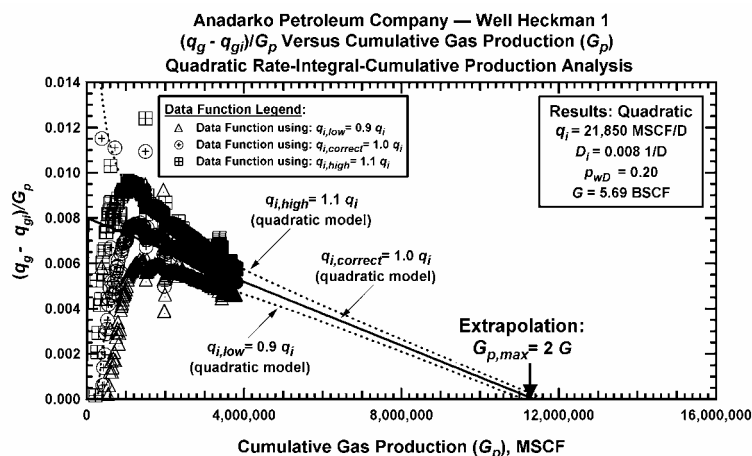 Anadarko Petroleum Company — Well Heckman 1
(qg - qgi)/Gp Versus Cumulative Gas Production (Gp)
Quadratic Rate-Integral-Cumulative Production Analysis
0.014
0.012
0.010
0.008
0.006
0.004
0.002
0.000
(qg - qgi)/Gp
Data Function Legend:
Data Function using: qi,low= 0.9 qi
Data Function using: qi,correct= 1.0 qi
Data Function using: qi,high= 1.1 qi
Results: Quadratic
qi = 21,850 MSCF/D
Di = 0.008 1/D
pwD = 0.20
G = 5.69 BSCF
qi,high= 1.1 qi
(quadratic model)
qi,correct= 1.0 qi
(quadratic model)
qi,low= 0.9 qi
(quadratic model)
Extrapolation:
Gp,max= 2 G
0
4,000,000
8,000,000
12,000,000
16,000,000
Cumulative Gas Production (Gp), MSCF